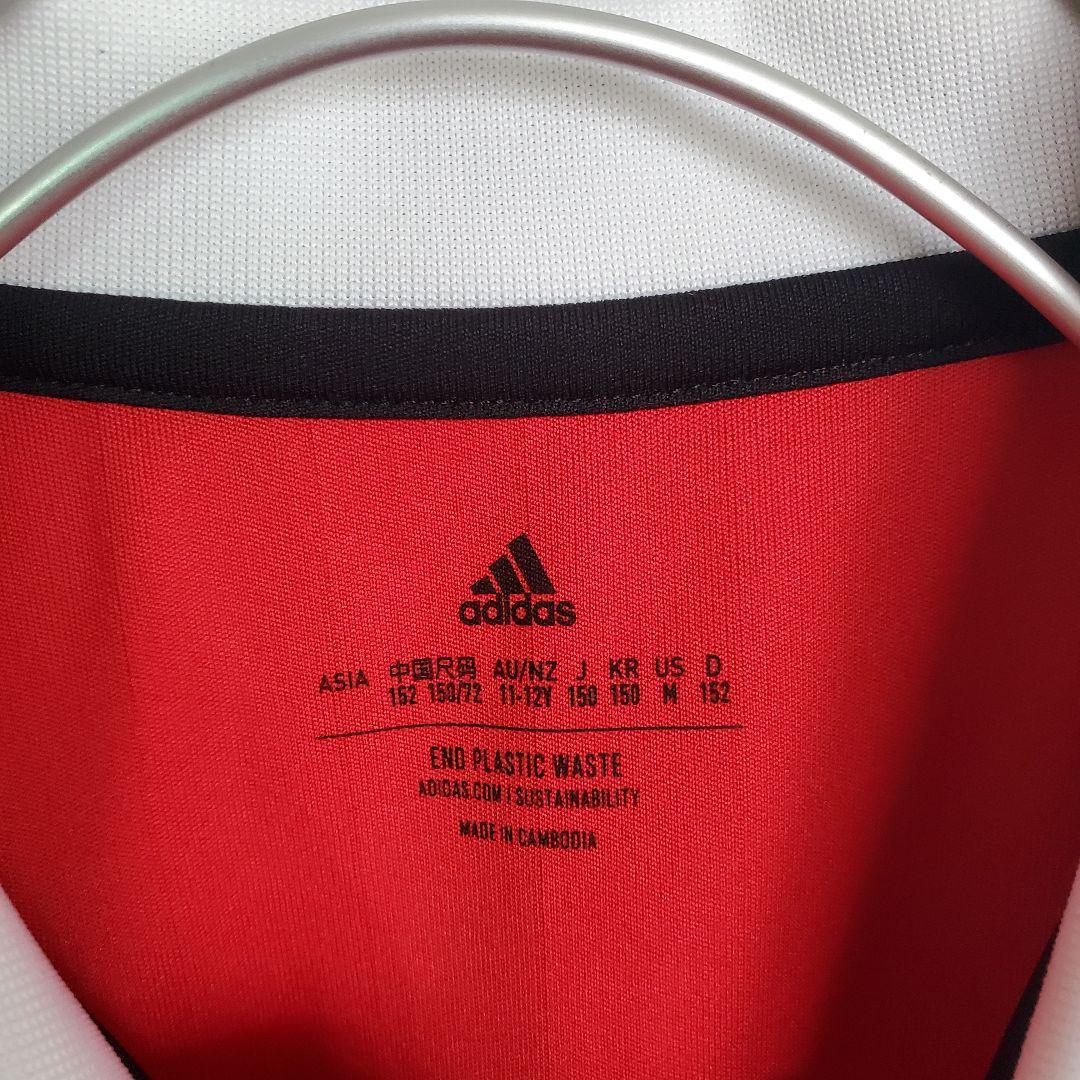 adidas
ASIA 中国尺码 AU/NZ J KR US D
152 150/72 11-12Y 150 150 M 152
END PLASTIC WASTE
ADIDAS.COM | SUSTAINABILITY
MADE IN CAMBODIA